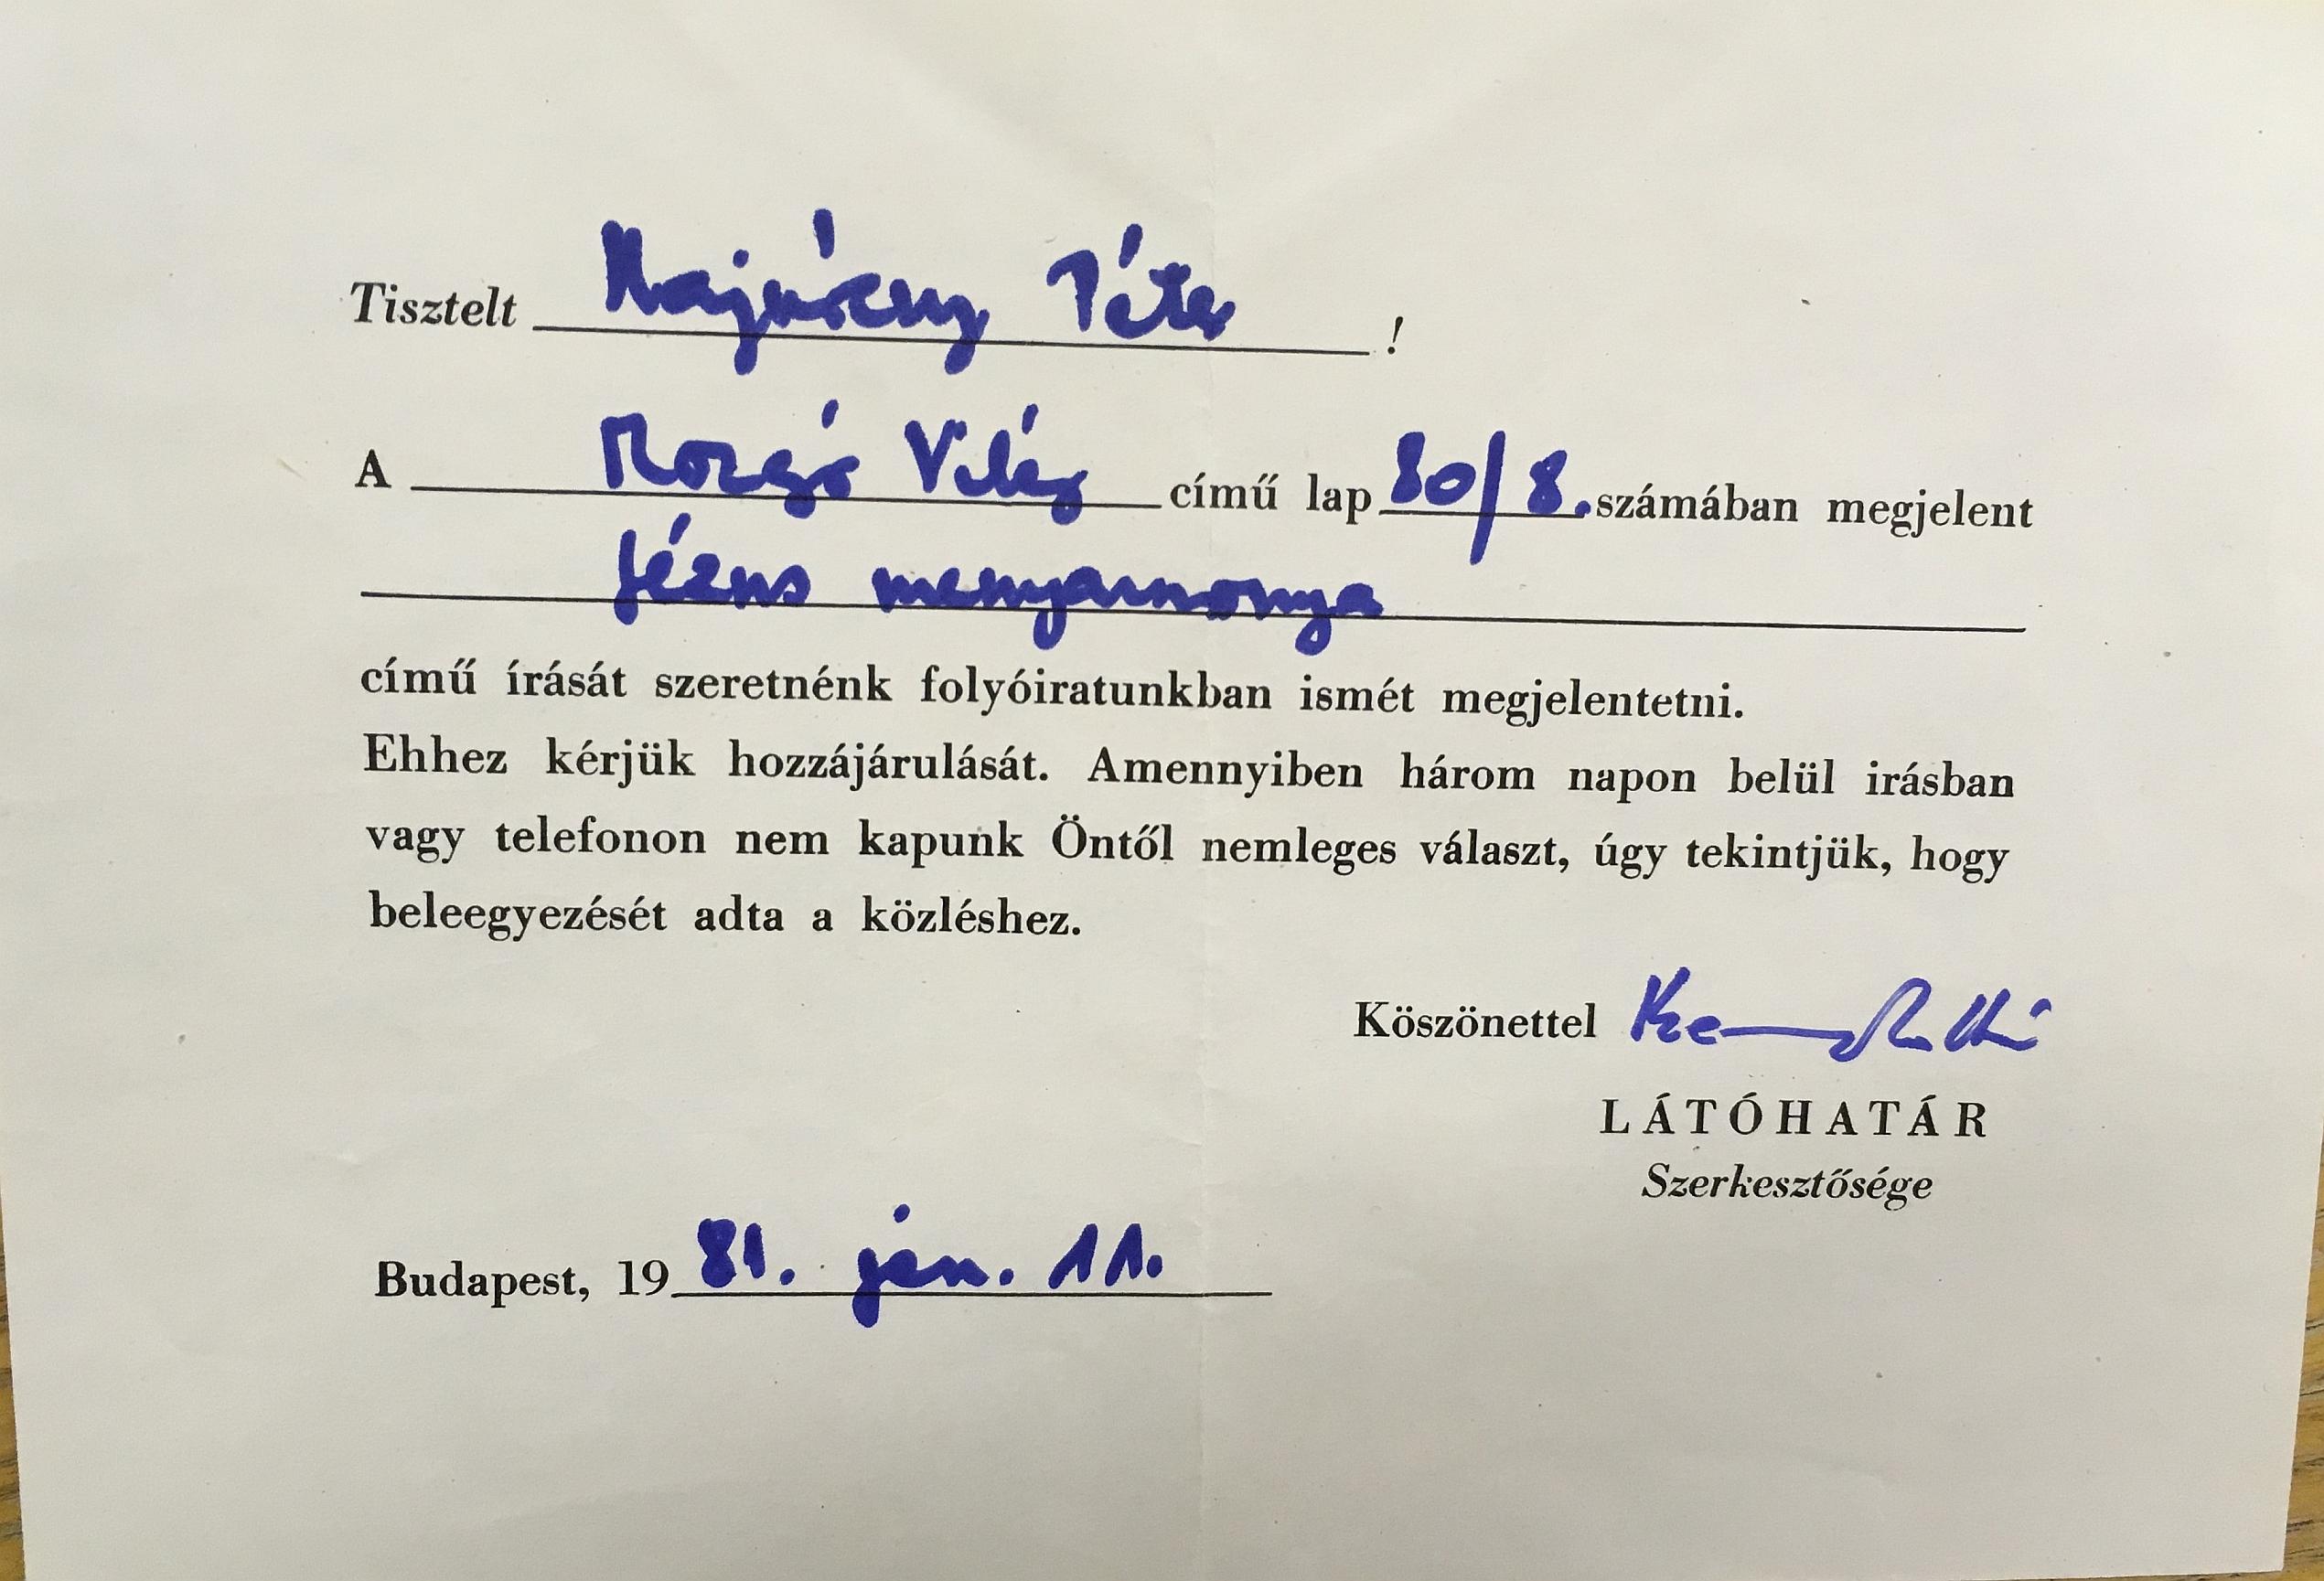 Tisztelt Hajnóczy Péter !
A Mozgó Világ című lap 80/8. számában megjelent
Jézus menyasszonya
című írását szeretnénk folyóiratunkban ismét megjelentetni.
Ehhez kérjük hozzájárulását. Amennyiben három napon belül irásban
vagy telefonon nem kapunk Öntől nemleges választ, úgy tekintjük, hogy
beleegyezését adta a közléshez.
Köszönettel
LÁTÓHATÁR
Szerkesztősége
Budapest, 19 81. jan. 11.